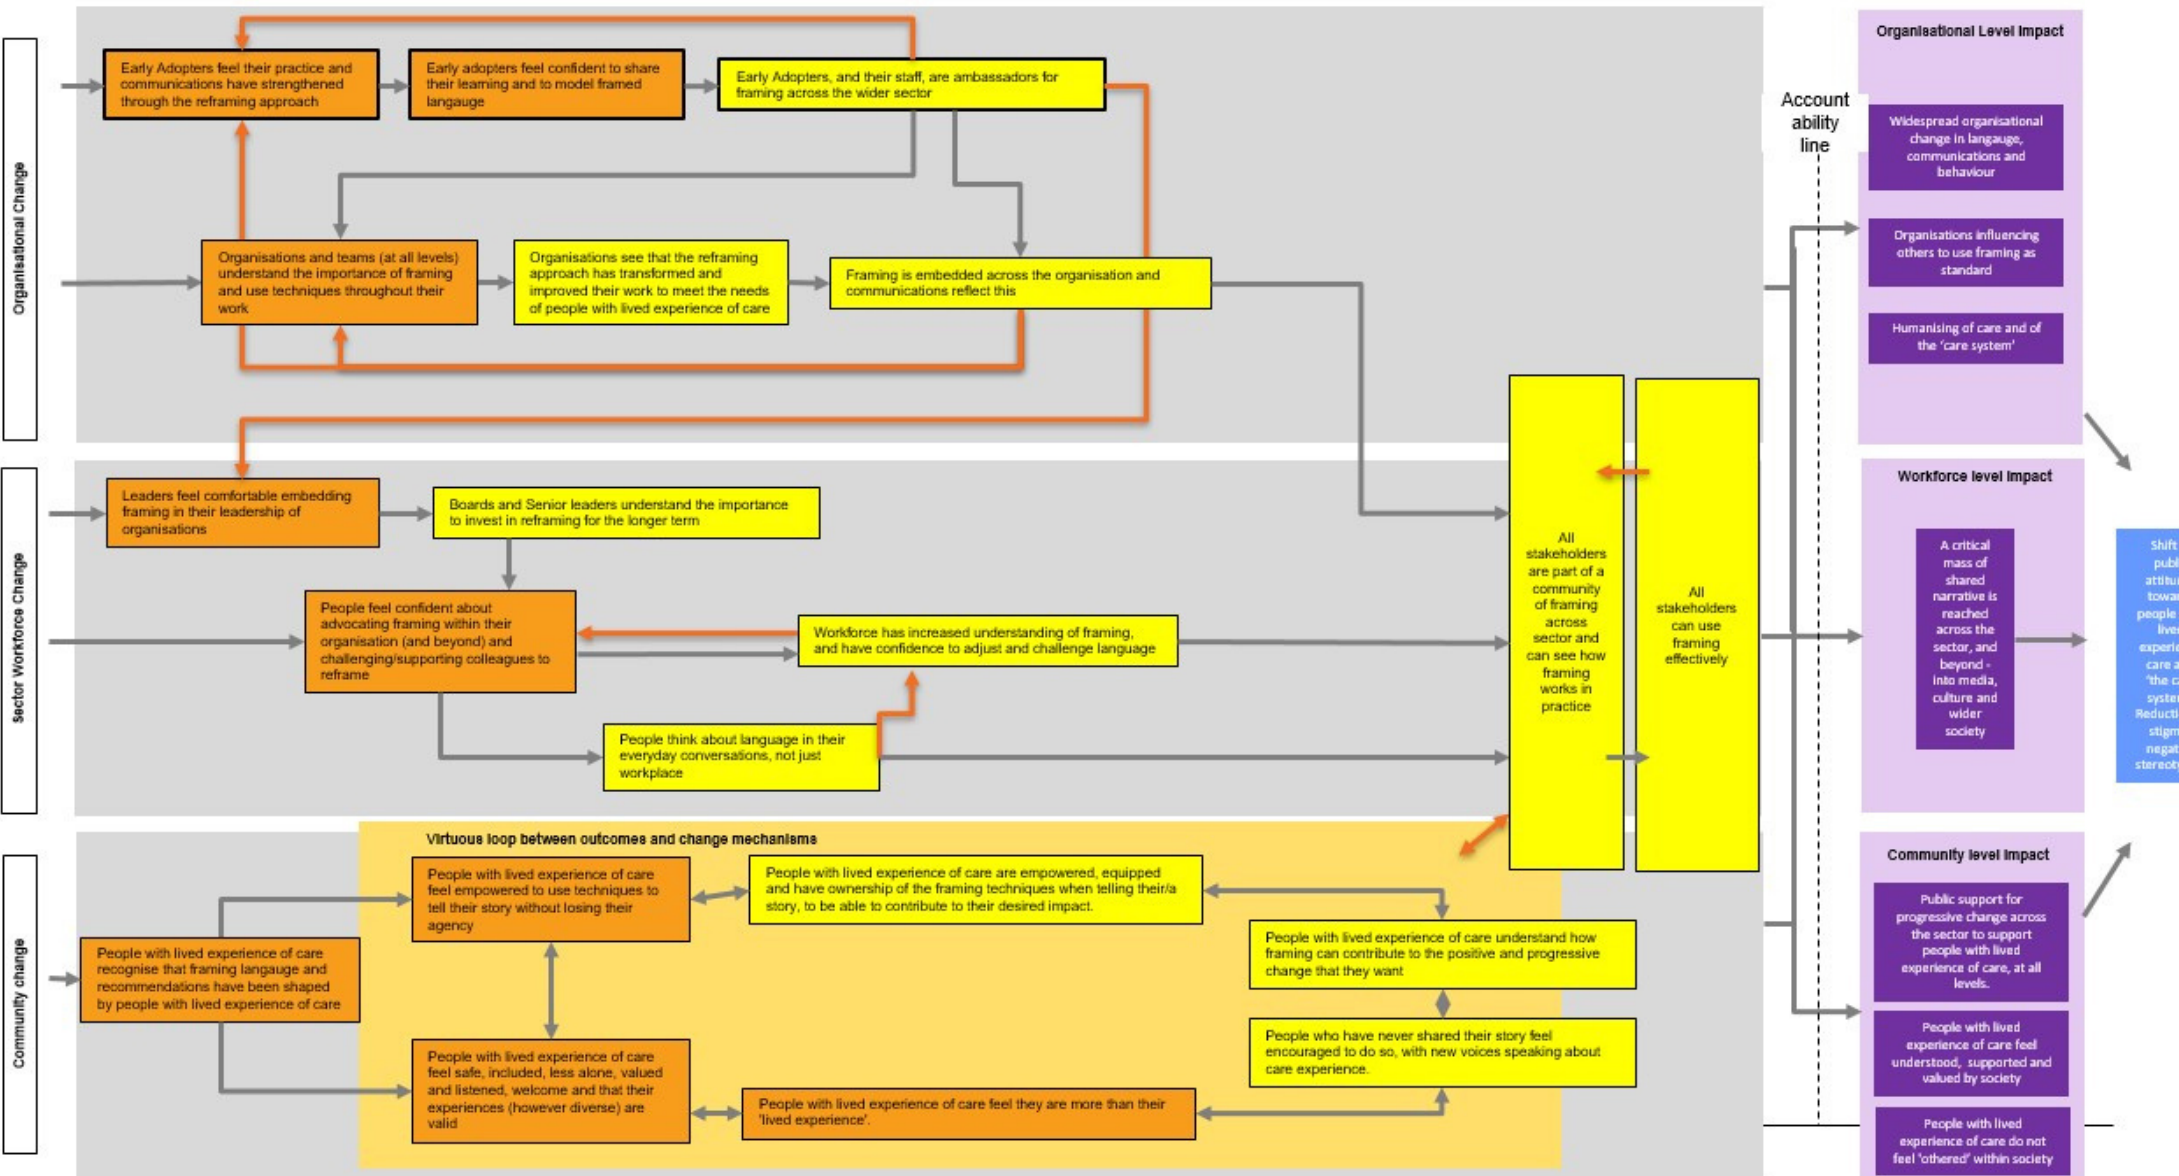 Organisational Change
Early Adopters feel their practice and
communications have strengthened
through the reframing approach
Early adopters feel confident to share
their learning and to model framed
langauge
Early Adopters, and their staff, are ambassadors for
framing across the wider sector
Organisations and teams (at all levels)
understand the importance of framing
and use techniques throughout their
work
Organisations see that the reframing
approach has transformed and
improved their work to meet the needs
of people with lived experience of care
Framing is embedded across the organisation and
communications reflect this
Sector Workforce Change
Leaders feel comfortable embedding
framing in their leadership of
organisations
Boards and Senior leaders understand the importance
to invest in reframing for the longer term
People feel confident about
advocating framing within their
organisation (and beyond) and
challenging/supporting colleagues to
reframe
Workforce has increased understanding of framing,
and have confidence to adjust and challenge language
People think about language in their
everyday conversations, not just
workplace
All
stakeholders
are part of a
community
of framing
across
sector and
can see how
framing
works in
practice
All
stakeholders
can use
framing
effectively
Community change
Virtuous loop between outcomes and change mechanisms
People with lived experience of care
recognise that framing langauge and
recommendations have been shaped
by people with lived experience of care
People with lived experience of care
feel empowered to use techniques to
tell their story without losing their
agency
People with lived experience of care are empowered, equipped
and have ownership of the framing techniques when telling their/a
story, to be able to contribute to their desired impact.
People with lived experience of care understand how
framing can contribute to the positive and progressive
change that they want
People who have never shared their story feel
encouraged to do so, with new voices speaking about
care experience.
People with lived experience of care
feel safe, included, less alone, valued
and listened, welcome and that their
experiences (however diverse) are
valid
People with lived experience of care feel they are more than their
'lived experience'.
Account
ability
line
Organisational Level Impact
Widespread organisational
change in langauge,
communications and
behaviour
Organisations influencing
others to use framing as
standard
Humanising of care and of
the 'care system'
Workforce level Impact
A critical
mass of
shared
narrative is
reached
across the
sector, and
beyond -
into media,
culture and
wider
society
Shift
people
care
Community level Impact
Public support for
progressive change across
the sector to support
people with lived
experience of care, at all
levels.
People with lived
experience of care feel
understood, supported and
valued by society
People with lived
experience of care do not
feel 'othered' within society